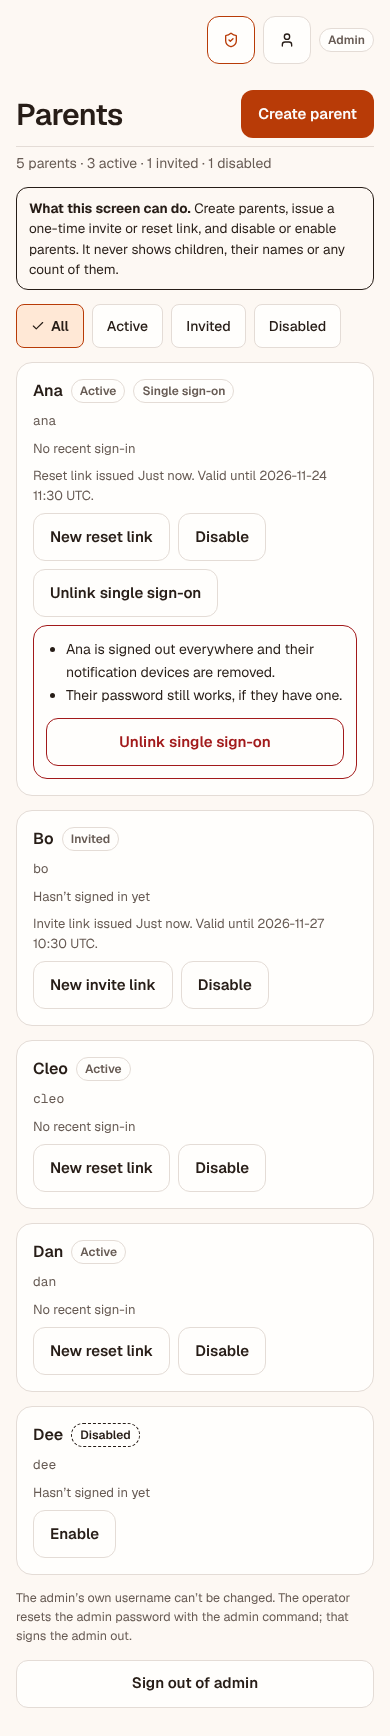 Admin
Parents
Create parent
5 parents · 3 active · 1 invited · 1 disabled
What this screen can do. Create parents, issue a
one-time invite or reset link, and disable or enable
parents. It never shows children, their names or any
count of them.
All
Active
Invited
Disabled
Ana
Active
Single sign-on
ana
No recent sign-in
Reset link issued Just now. Valid until 2026-11-24
11:30 UTC.
New reset link
Disable
Unlink single sign-on
• Ana is signed out everywhere and their
notification devices are removed.
• Their password still works, if they have one.
Unlink single sign-on
Bo
Invited
bo
Hasn't signed in yet
Invite link issued Just now. Valid until 2026-11-27
10:30 UTC.
New invite link
Disable
Cleo
Active
cleo
No recent sign-in
New reset link
Disable
Dan
Active
dan
No recent sign-in
New reset link
Disable
Dee
Disabled
dee
Hasn't signed in yet
Enable
The admin's own username can't be changed. The operator
resets the admin password with the admin command; that
signs the admin out.
Sign out of admin